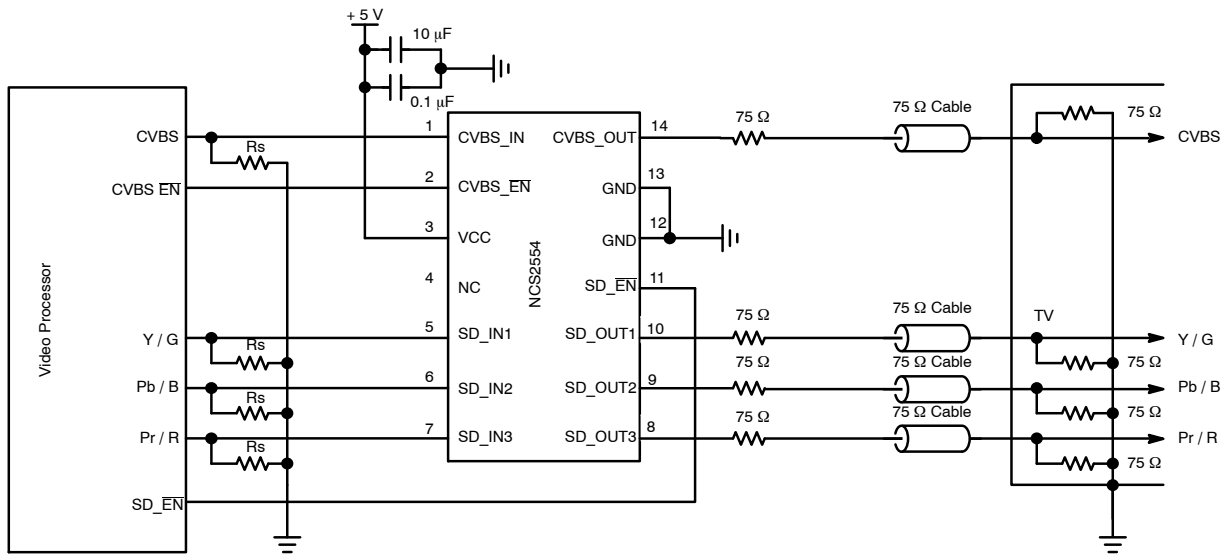 + 5 V
10 μF
0.1 μF
Video Processor
CVBS
Rs
CVBS EN
Y / G
Rs
Pb / B
Rs
Pr / R
Rs
SD_EN
NCS2554
1 CVBS_IN
2 CVBS_EN
3 VCC
4 NC
5 SD_IN1
6 SD_IN2
7 SD_IN3
CVBS_OUT 14
GND 13
GND 12
SD_EN 11
SD_OUT1 10
SD_OUT2 9
SD_OUT3 8
75 Ω
75 Ω Cable
75 Ω
CVBS
75 Ω
75 Ω Cable
TV
Y / G
75 Ω
75 Ω
75 Ω Cable
Pb / B
75 Ω
75 Ω
75 Ω Cable
Pr / R
75 Ω